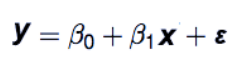 y = β₀ + β₁x + ε